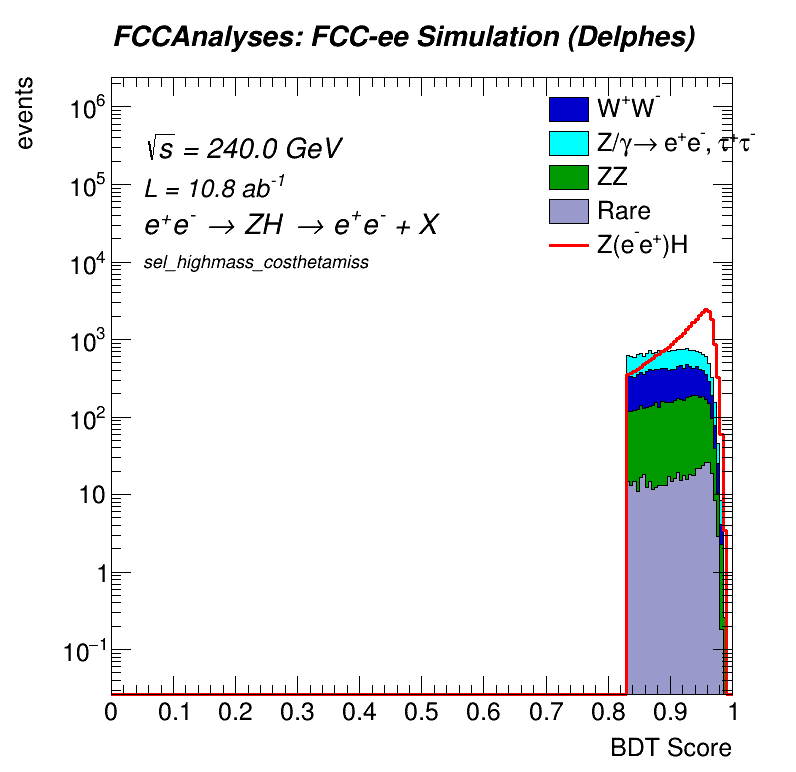 FCCAnalyses: FCC-ee Simulation (Delphes)
events
√s = 240.0 GeV
L = 10.8 ab⁻¹
e⁺e⁻ → ZH → e⁺e⁻ + X
sel_highmass_costhetamiss
W⁺W⁻
Z/γ→ e⁺e⁻, τ⁺τ⁻
ZZ
Rare
Z(e⁻e⁺)H
10⁶
10⁵
10⁴
10³
10²
10
1
10⁻¹
0 0.1 0.2 0.3 0.4 0.5 0.6 0.7 0.8 0.9 1
BDT Score